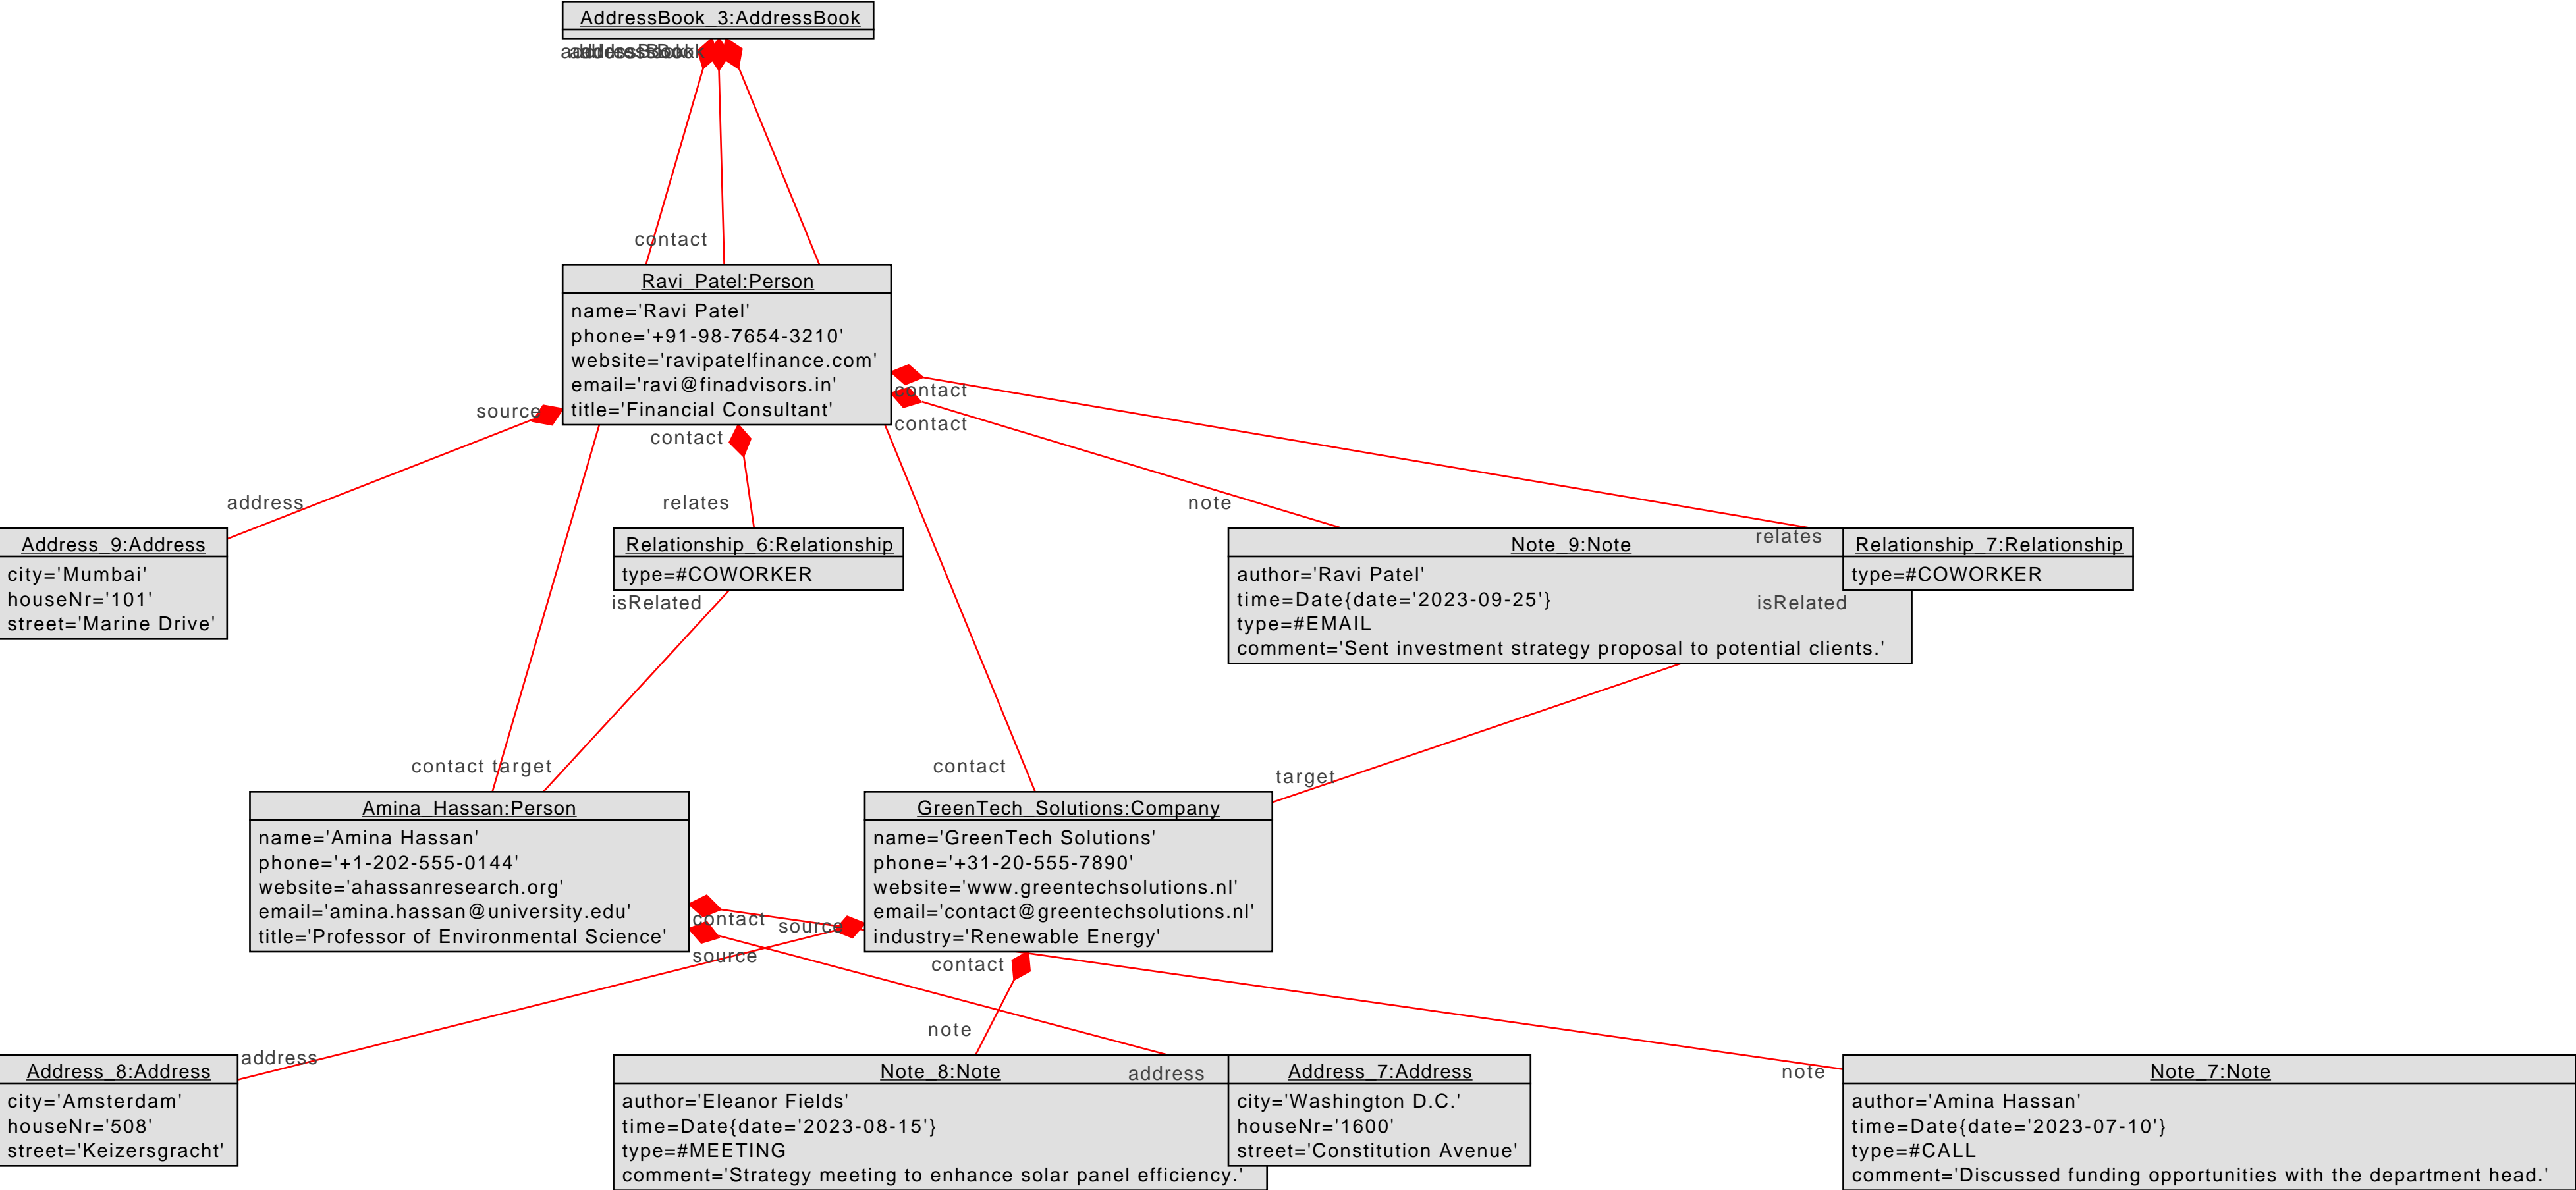 AddressBook_3:AddressBook
addressBook
contact
Ravi_Patel:Person
name='Ravi Patel'
phone='+91-98-7654-3210'
website='ravipatelfinance.com'
email='ravi@finadvisors.in'
title='Financial Consultant'
source
contact
contact
contact
address
relates
note
relates
Address_9:Address
city='Mumbai'
houseNr='101'
street='Marine Drive'
Relationship_6:Relationship
type=#COWORKER
isRelated
Note_9:Note
author='Ravi Patel'
time=Date{date='2023-09-25'}
type=#EMAIL
comment='Sent investment strategy proposal to potential clients.'
Relationship_7:Relationship
type=#COWORKER
isRelated
contact
target
contact
target
Amina_Hassan:Person
name='Amina Hassan'
phone='+1-202-555-0144'
website='ahassanresearch.org'
email='amina.hassan@university.edu'
title='Professor of Environmental Science'
GreenTech_Solutions:Company
name='GreenTech Solutions'
phone='+31-20-555-7890'
website='www.greentechsolutions.nl'
email='contact@greentechsolutions.nl'
industry='Renewable Energy'
contact
source
source
contact
note
address
address
note
Address_8:Address
city='Amsterdam'
houseNr='508'
street='Keizersgracht'
Note_8:Note
author='Eleanor Fields'
time=Date{date='2023-08-15'}
type=#MEETING
comment='Strategy meeting to enhance solar panel efficiency.'
Address_7:Address
city='Washington D.C.'
houseNr='1600'
street='Constitution Avenue'
Note_7:Note
author='Amina Hassan'
time=Date{date='2023-07-10'}
type=#CALL
comment='Discussed funding opportunities with the department head.'